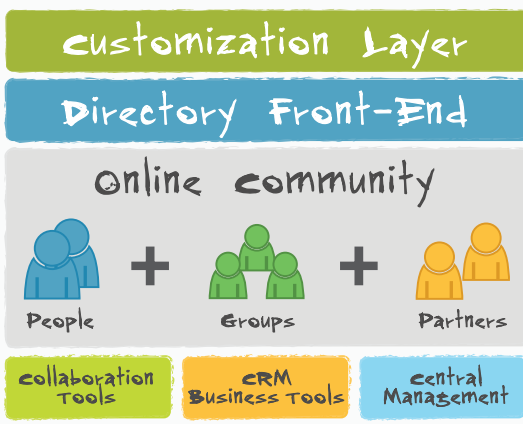 Customization Layer
Directory Front-End
Online Community
People
+
Groups
+
Partners
Collaboration
Tools
CRM
Business Tools
Central
Management